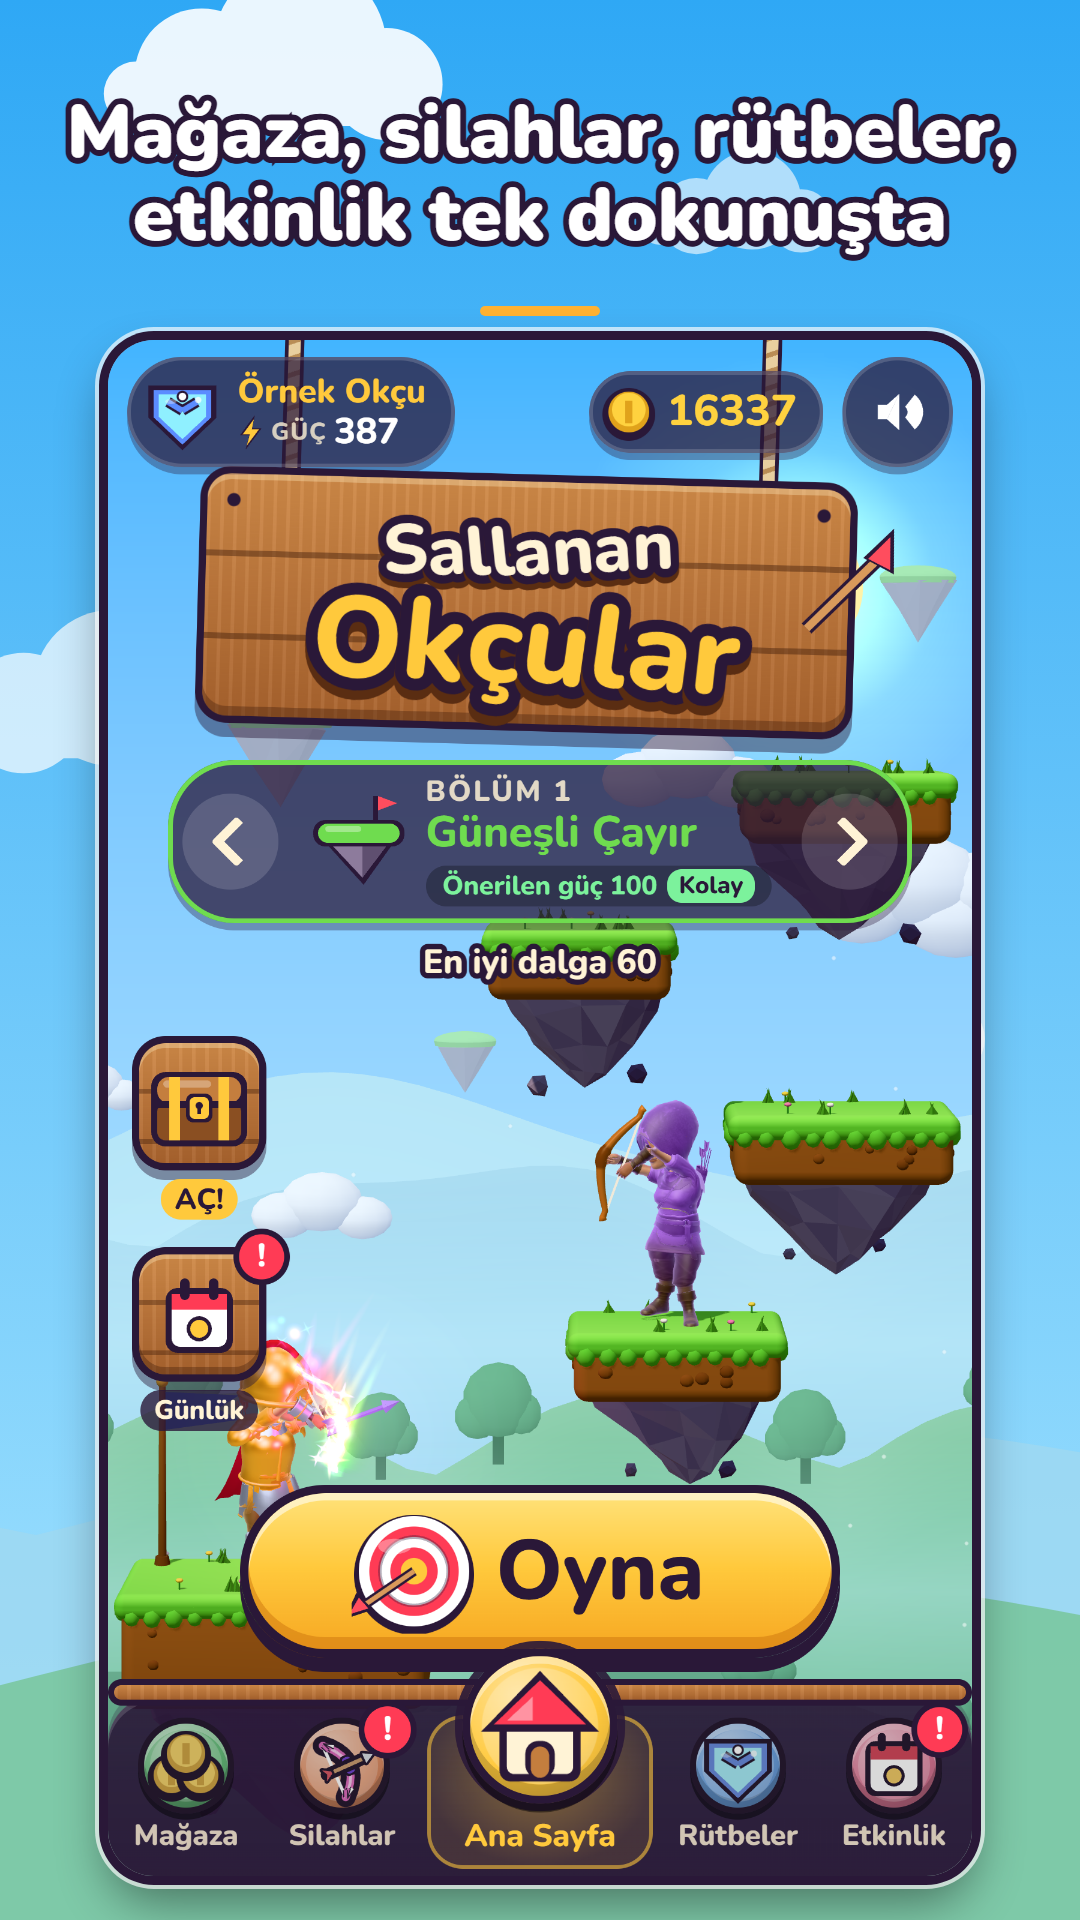 Mağaza, silahlar, rütbeler,
etkinlik tek dokunuşta
Örnek Okçu
GÜÇ 387
16337
Sallanan
Okçular
BÖLÜM 1
Güneşli Çayır
Önerilen güç 100 Kolay
En iyi dalga 60
AÇ!
!
Günlük
Oyna
!
!
Mağaza
Silahlar
Ana Sayfa
Rütbeler
Etkinlik